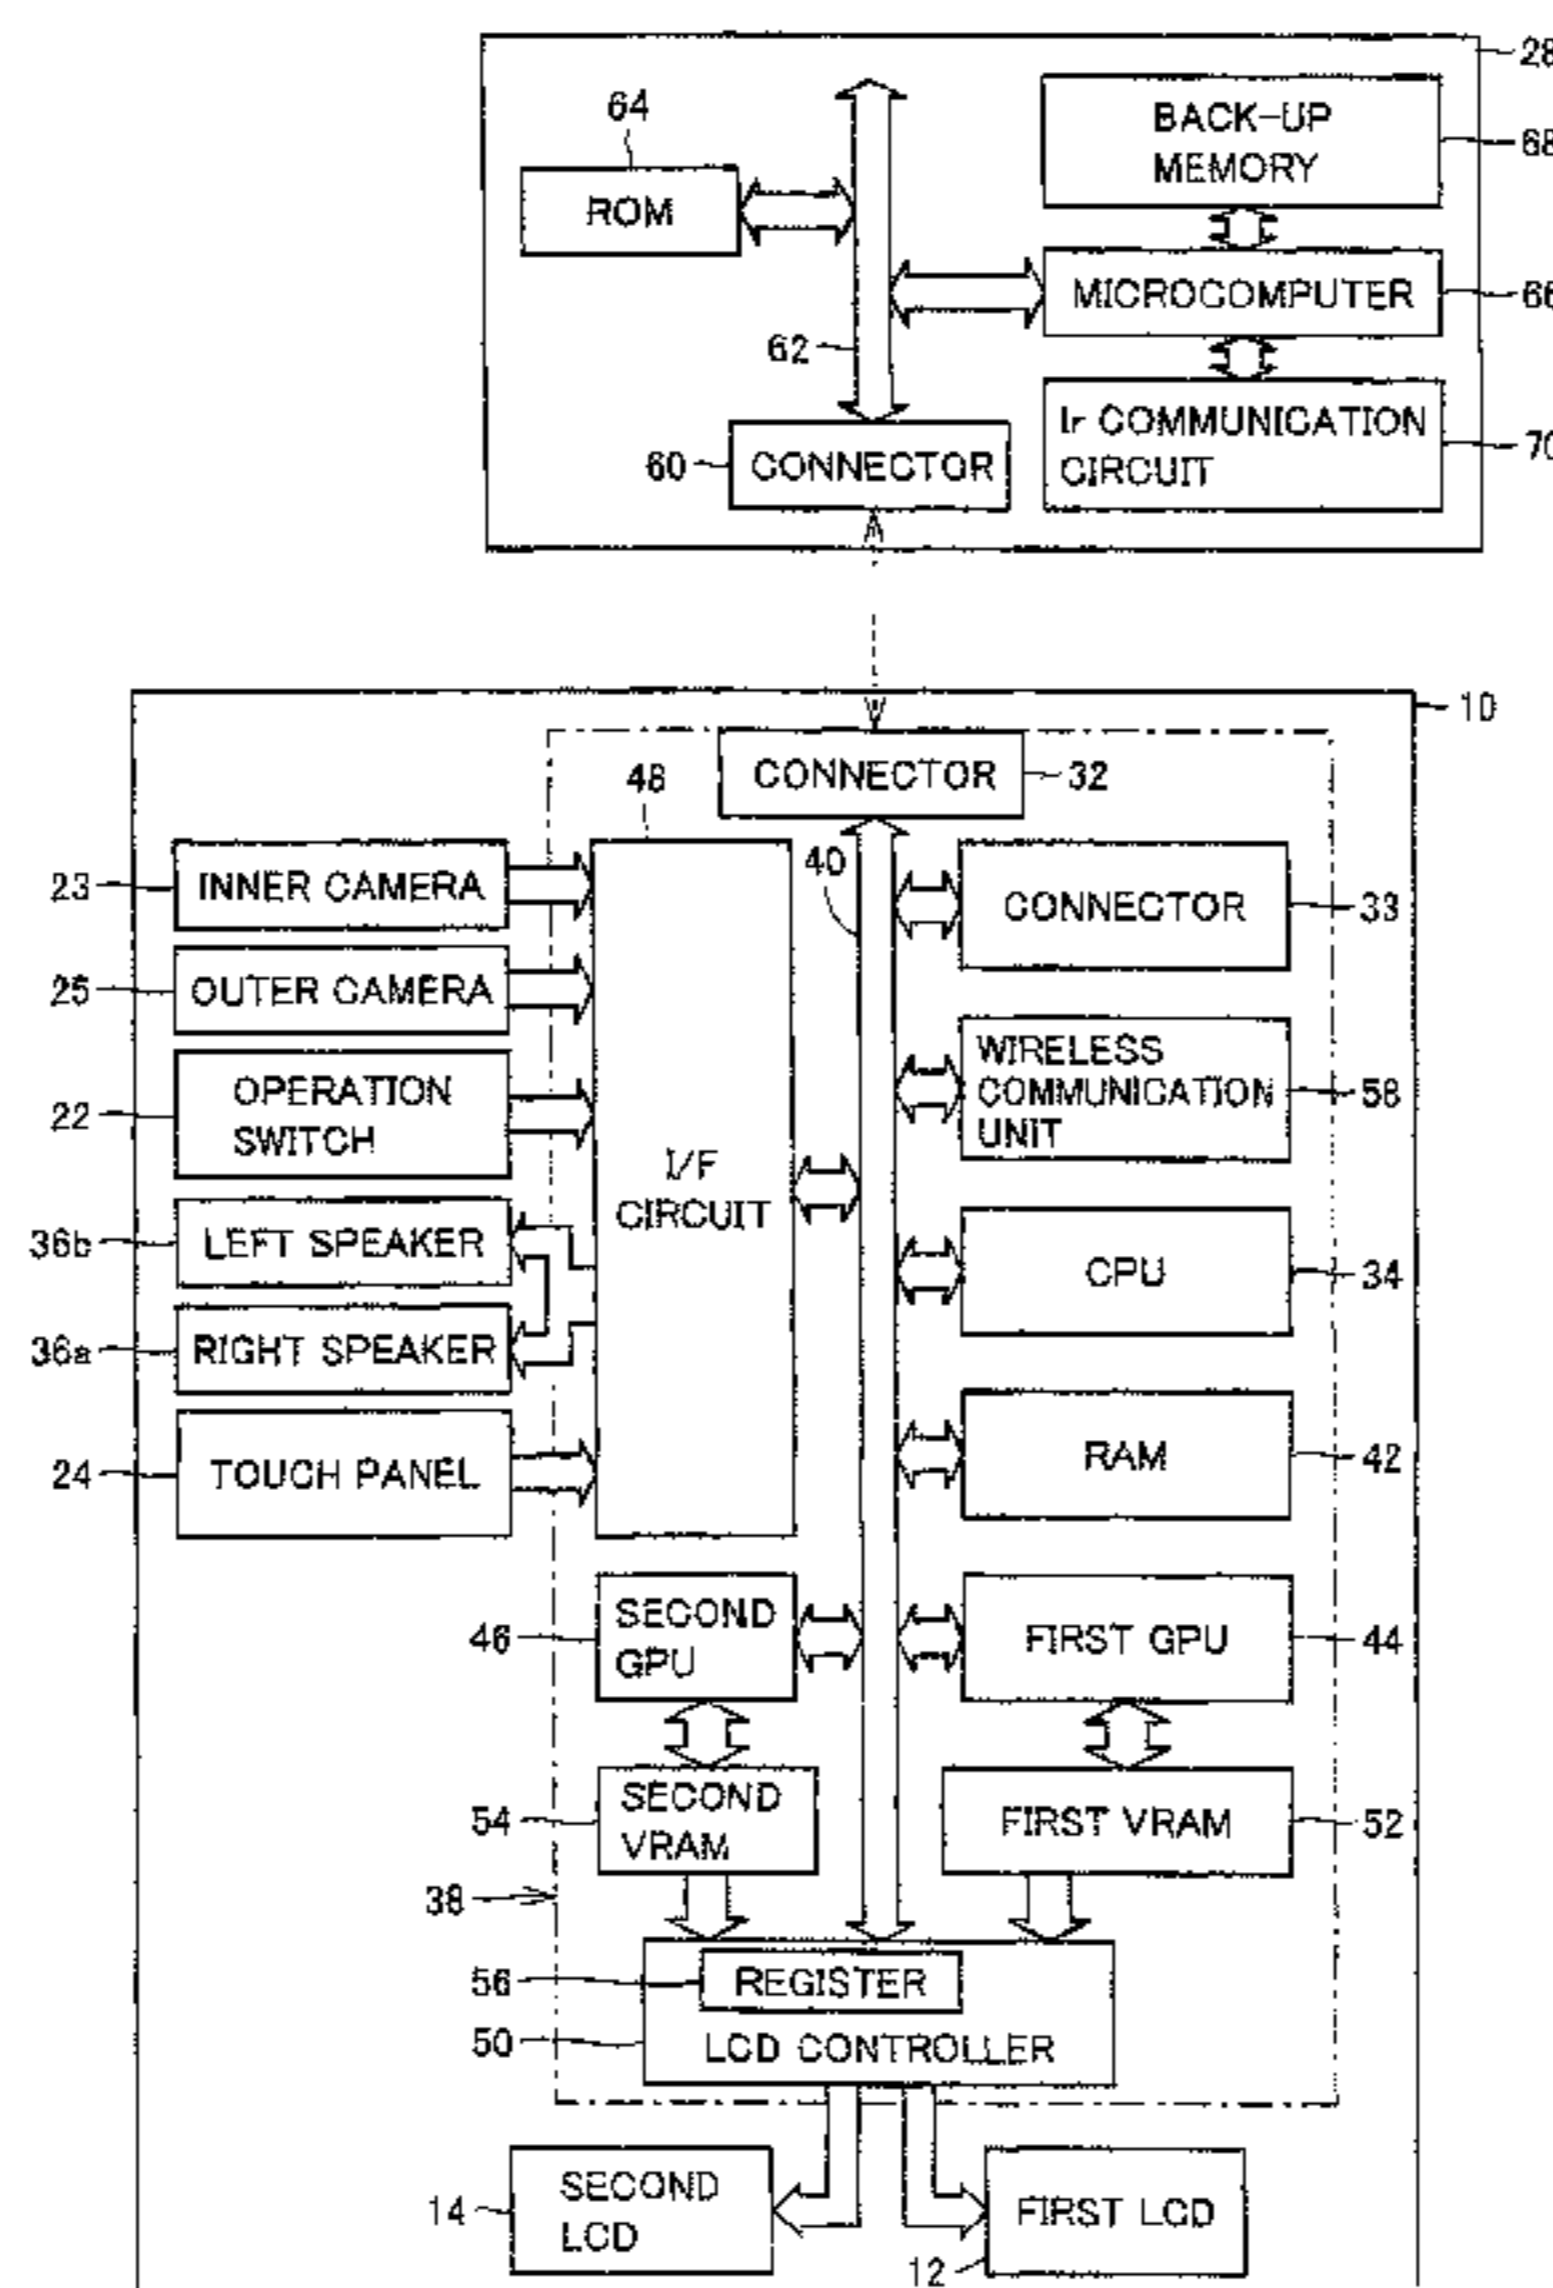 28
64
BACK-UP
MEMORY
68
ROM
MICROCOMPUTER
66
62
Ir COMMUNICATION
CIRCUIT
70
60
CONNECTOR
10
CONNECTOR
32
48
40
23
INNER CAMERA
CONNECTOR
33
25
OUTER CAMERA
WIRELESS
COMMUNICATION
UNIT
58
22
OPERATION
SWITCH
I/F
CIRCUIT
36b
LEFT SPEAKER
CPU
34
36a
RIGHT SPEAKER
24
TOUCH PANEL
RAM
42
46
SECOND
GPU
FIRST GPU
44
54
SECOND
VRAM
FIRST VRAM
52
38
56
REGISTER
50
LCD CONTROLLER
14
SECOND
LCD
FIRST LCD
12